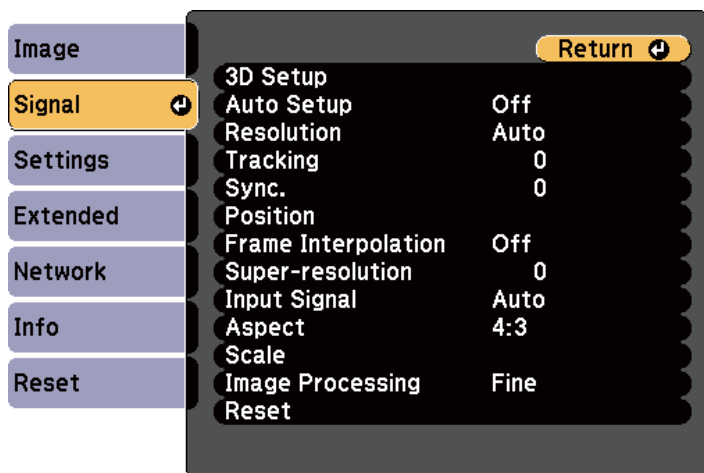 Image
Signal
Settings
Extended
Network
Info
Reset
Return
3D Setup
Auto Setup Off
Resolution Auto
Tracking 0
Sync. 0
Position
Frame Interpolation Off
Super-resolution 0
Input Signal Auto
Aspect 4:3
Scale
Image Processing Fine
Reset